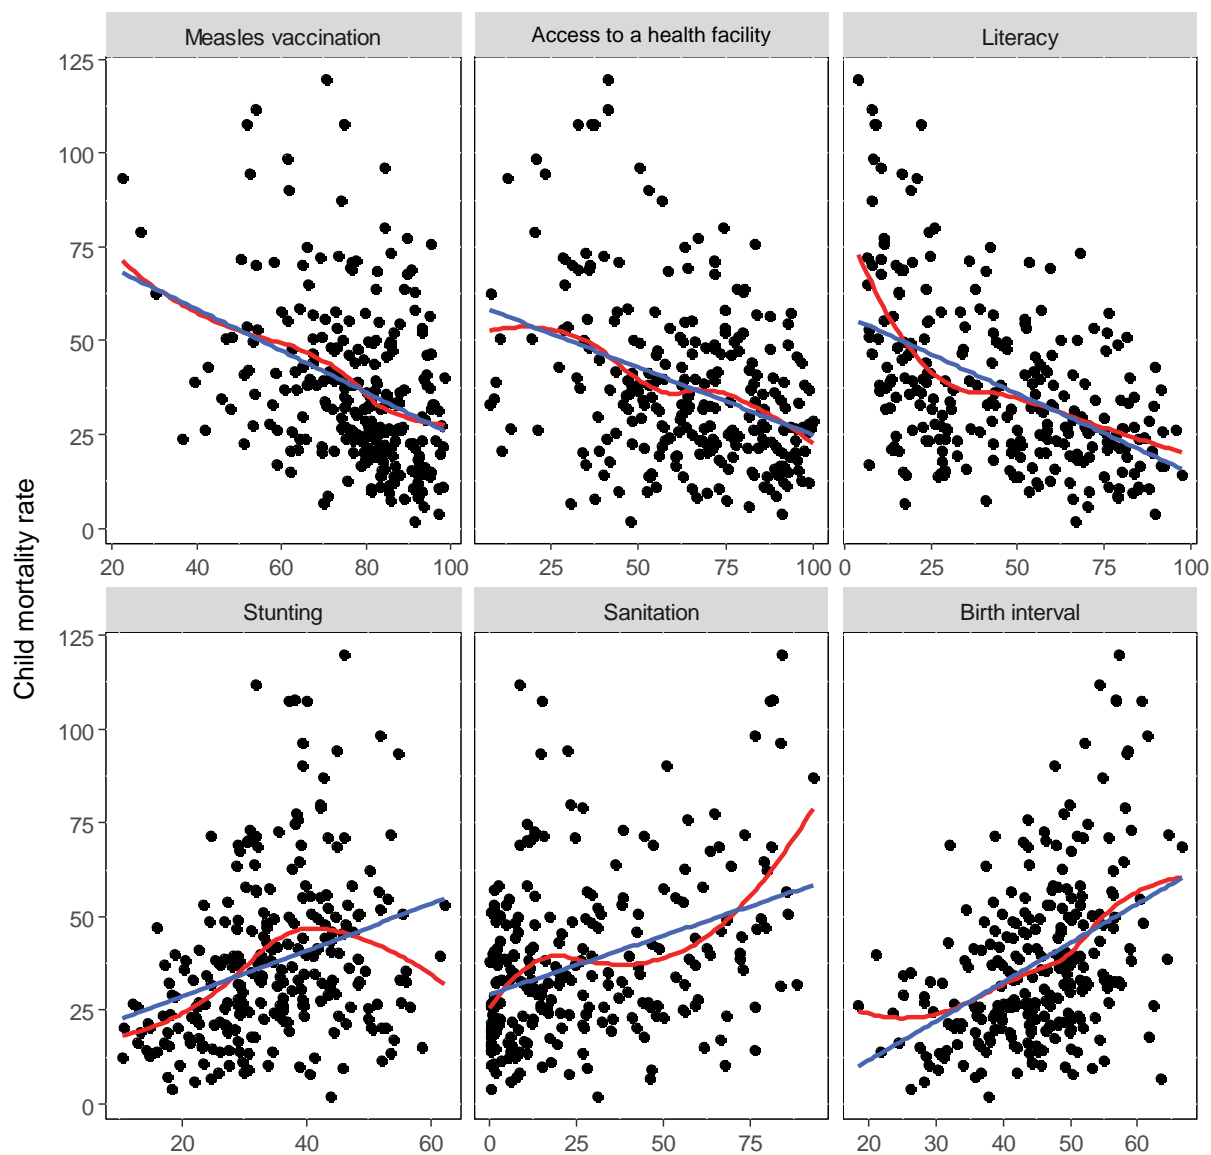 Measles vaccination Access to a health facility Literacy
125
100
75
50
25
0
20 40 60 80 100 25 50 75 100 0 25 50 75 100
Child mortality rate
Stunting Sanitation Birth interval
125
100
75
50
25
0
20 40 60 0 25 50 75 20 30 40 50 60